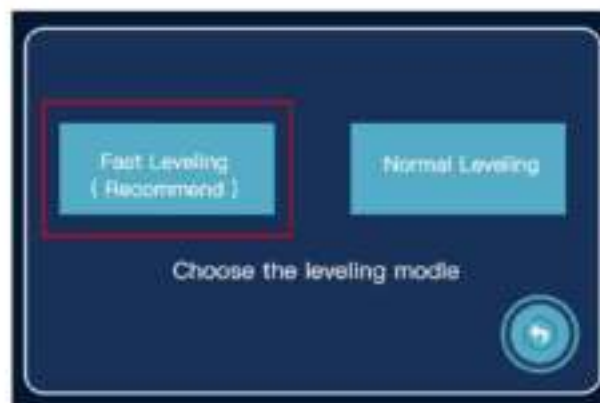 Fast Leveling
( Recommend )
Normal Leveling
Choose the leveling modle